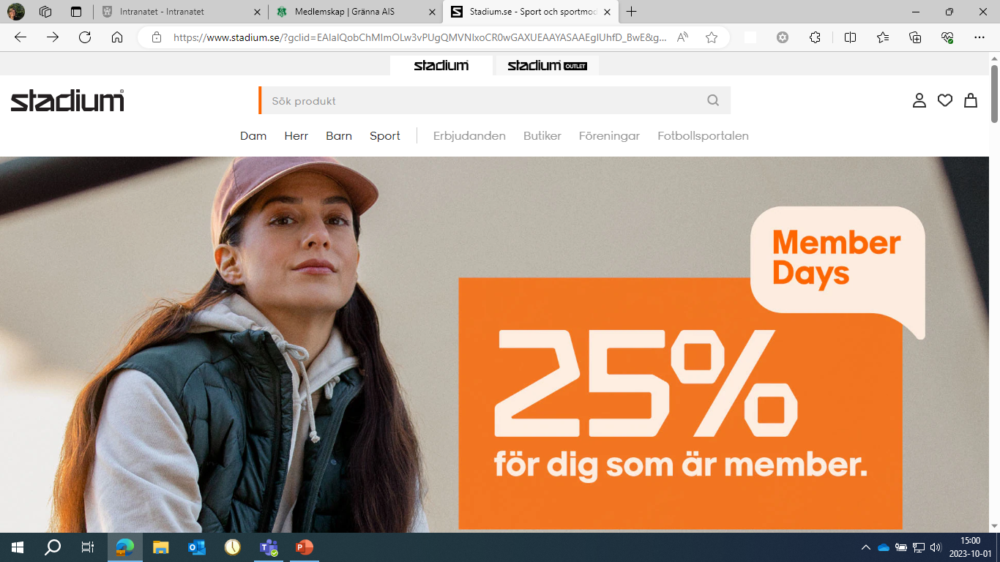 Intranatet - Intranatet
Medlemskap | Gränna AIS
Stadium.se - Sport och sportmod
https://www.stadium.se/?gclid=EAIaIQobChMImOLw3vPUgQMVNIxoCR0wGAXUEAAYASAAEgIUhfD_BwE&g...
stadium
stadium OUTLET
stadium
Sök produkt
Dam Herr Barn Sport Erbjudanden Butiker Föreningar Fotbollsportalen
Member
Days
25%
för dig som är member.
15:00
2023-10-01